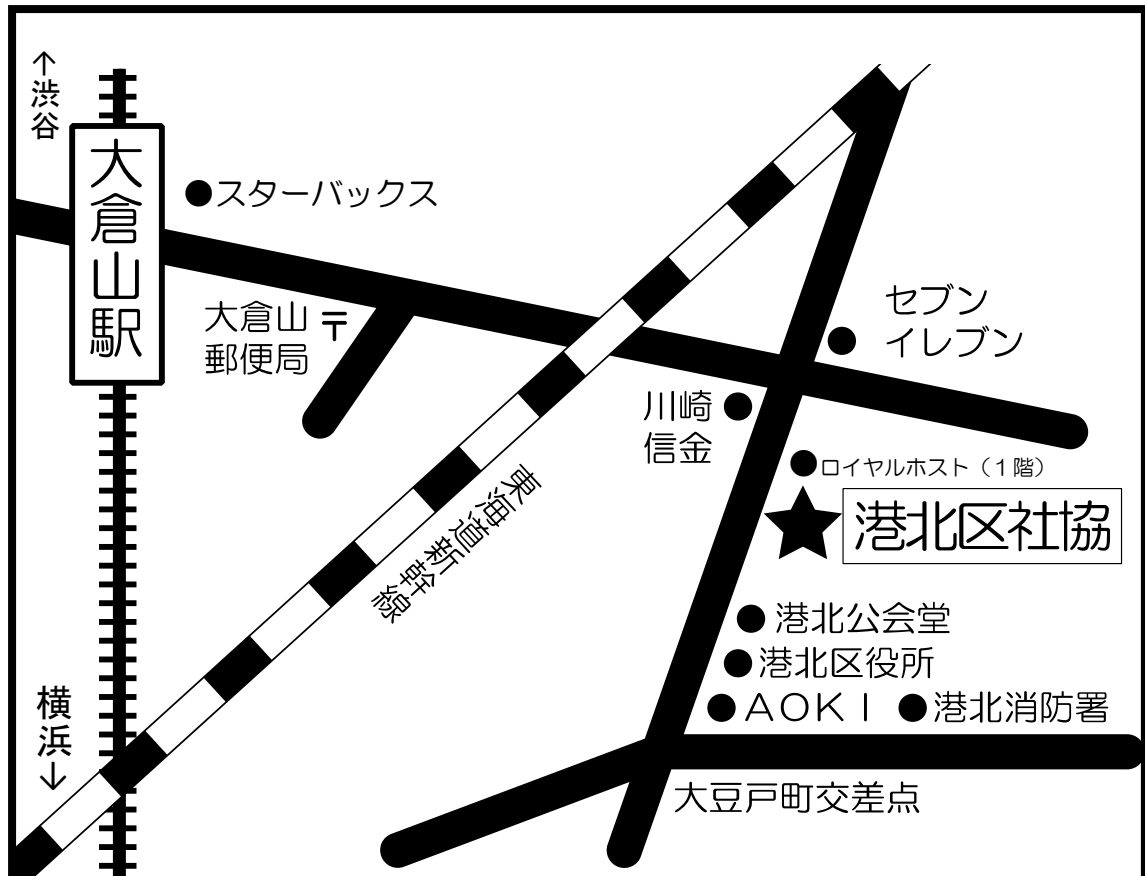 ↑渋谷
大倉山駅
●スターバックス
大倉山
郵便局
〒
セブン
イレブン
川崎
信金
●ロイヤルホスト（１階）
★
港北区社協
東海道新幹線
●港北公会堂
●港北区役所
●ＡＯＫＩ ●港北消防署
横浜↓
大豆戸町交差点